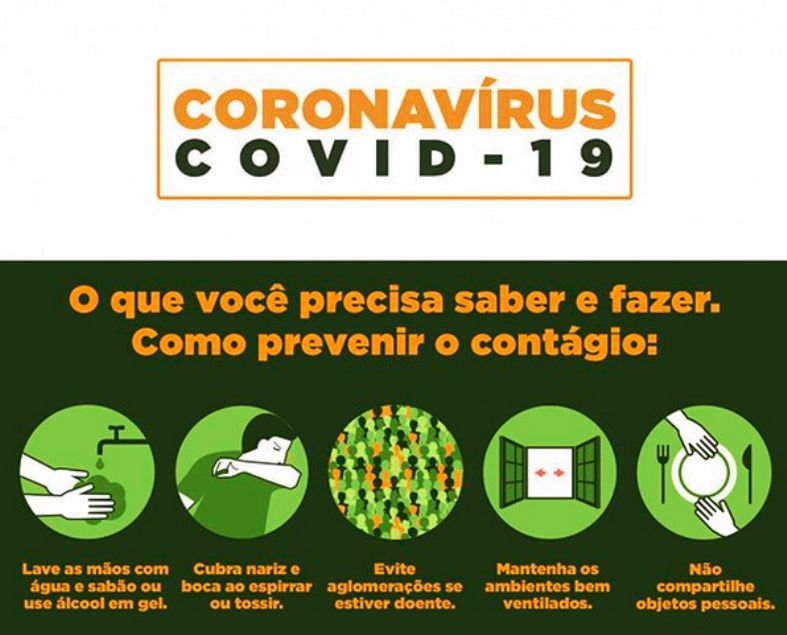 CORONAVÍRUS
COVID-19
O que você precisa saber e fazer.
Como prevenir o contágio:
Lave as mãos com
água e sabão ou
use álcool em gel.
Cubra nariz e
boca ao espirrar
ou tossir.
Evite
aglomerações se
estiver doente.
Mantenha os
ambientes bem
ventilados.
Não
compartilhe
objetos pessoais.